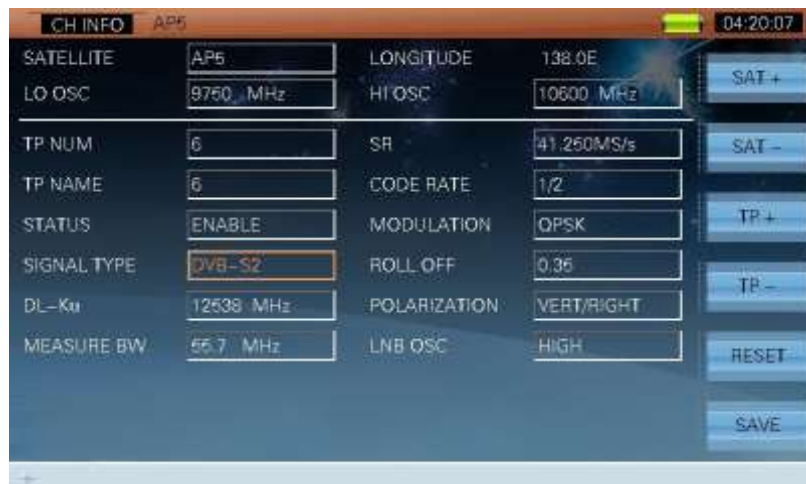 CH INFO AP5 04:20:07
SATELLITE AP5 LONGITUDE 138.0E SAT +
LO OSC 9750 MHz HI OSC 10600 MHz
TP NUM 6 SR 41.250MS/s SAT –
TP NAME 6 CODE RATE 1/2
STATUS ENABLE MODULATION QPSK TP +
SIGNAL TYPE DVB–S2 ROLL OFF 0.35 TP –
DL–Ku 12538 MHz POLARIZATION VERT/RIGHT
MEASURE BW 55.7 MHz LNB OSC HIGH RESET
SAVE